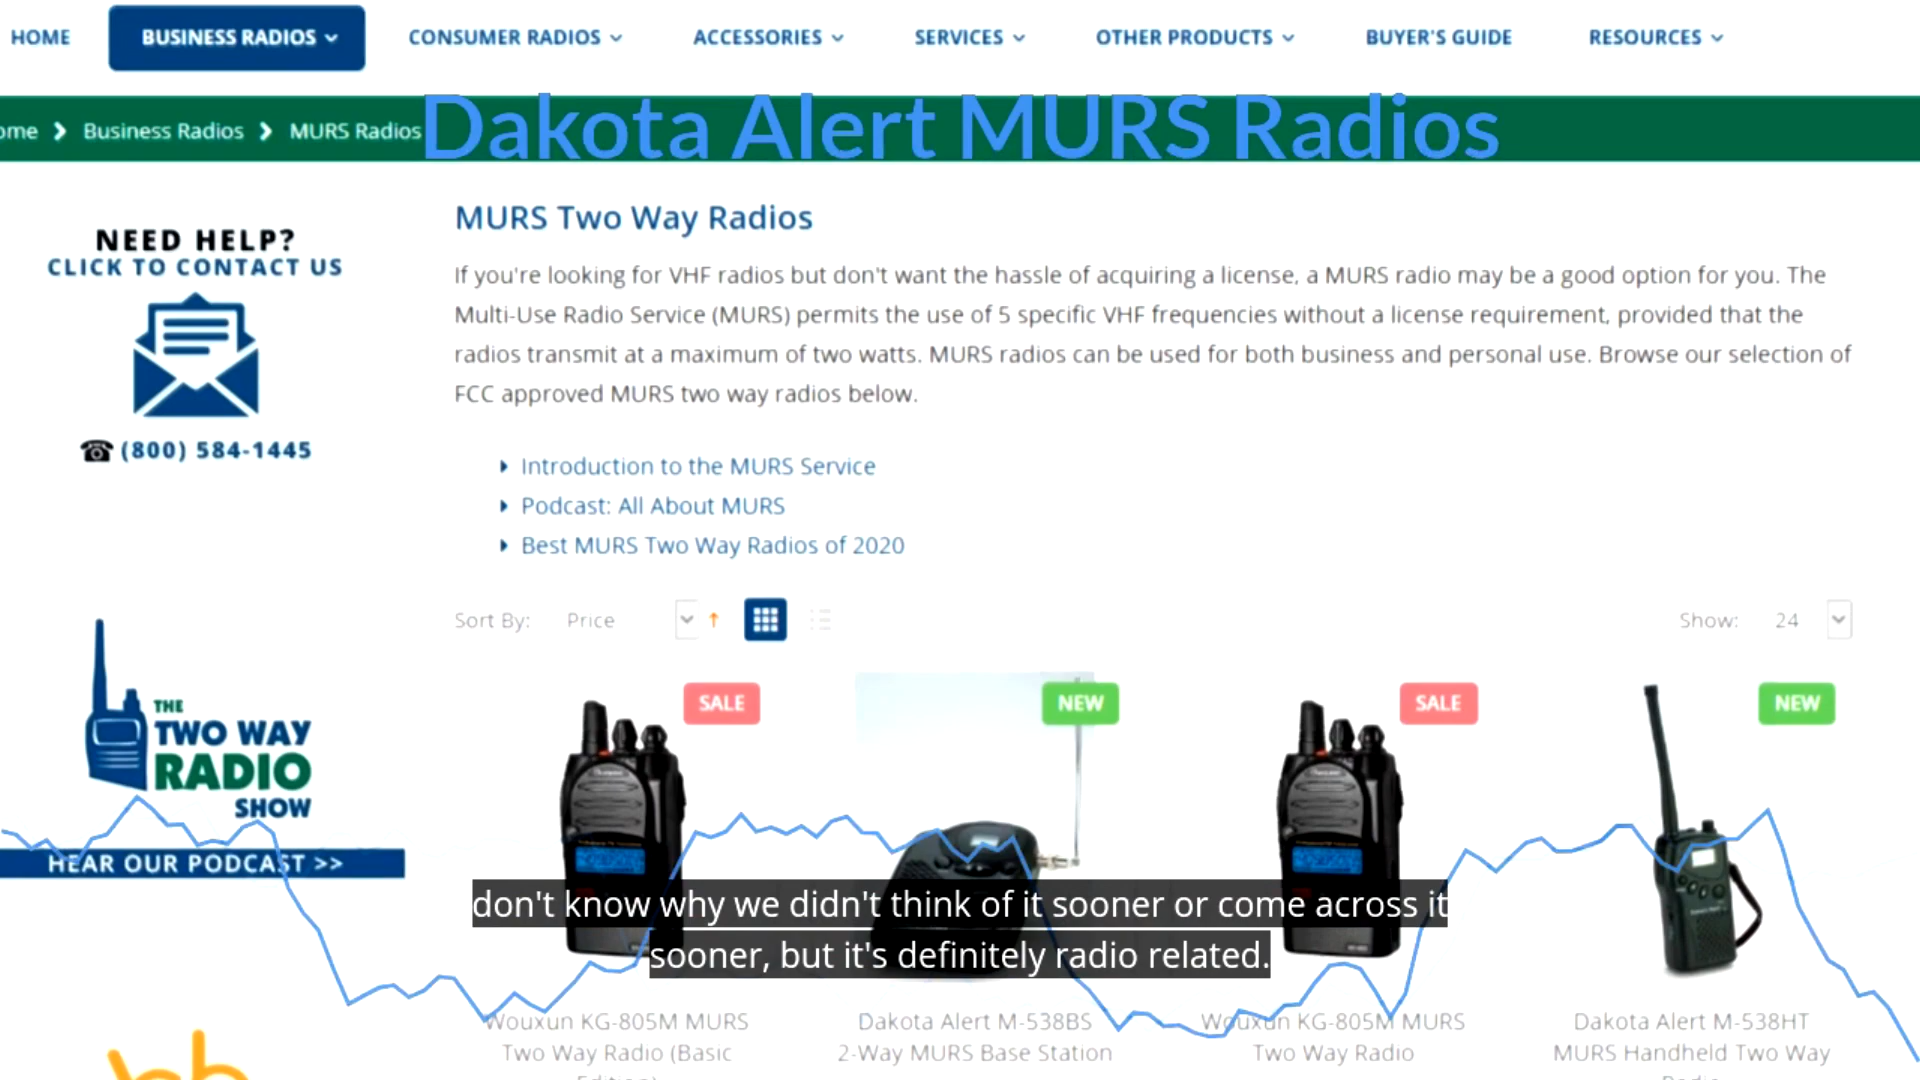 HOME
BUSINESS RADIOS
CONSUMER RADIOS
ACCESSORIES
SERVICES
OTHER PRODUCTS
BUYER'S GUIDE
RESOURCES
ome > Business Radios > MURS Radios
Dakota Alert MURS Radios
NEED HELP?
CLICK TO CONTACT US
(800) 584-1445
MURS Two Way Radios
If you're looking for VHF radios but don't want the hassle of acquiring a license, a MURS radio may be a good option for you. The
Multi-Use Radio Service (MURS) permits the use of 5 specific VHF frequencies without a license requirement, provided that the
radios transmit at a maximum of two watts. MURS radios can be used for both business and personal use. Browse our selection of
FCC approved MURS two way radios below.
Introduction to the MURS Service
Podcast: All About MURS
Best MURS Two Way Radios of 2020
Sort By: Price
Show: 24
THE
TWO WAY
RADIO
SHOW
HEAR OUR PODCAST >>
SALE
NEW
SALE
NEW
don't know why we didn't think of it sooner or come across it
sooner, but it's definitely radio related.
Wouxun KG-805M MURS
Two Way Radio (Basic
Edition)
Dakota Alert M-538BS
2-Way MURS Base Station
Wouxun KG-805M MURS
Two Way Radio
Dakota Alert M-538HT
MURS Handheld Two Way
Radio